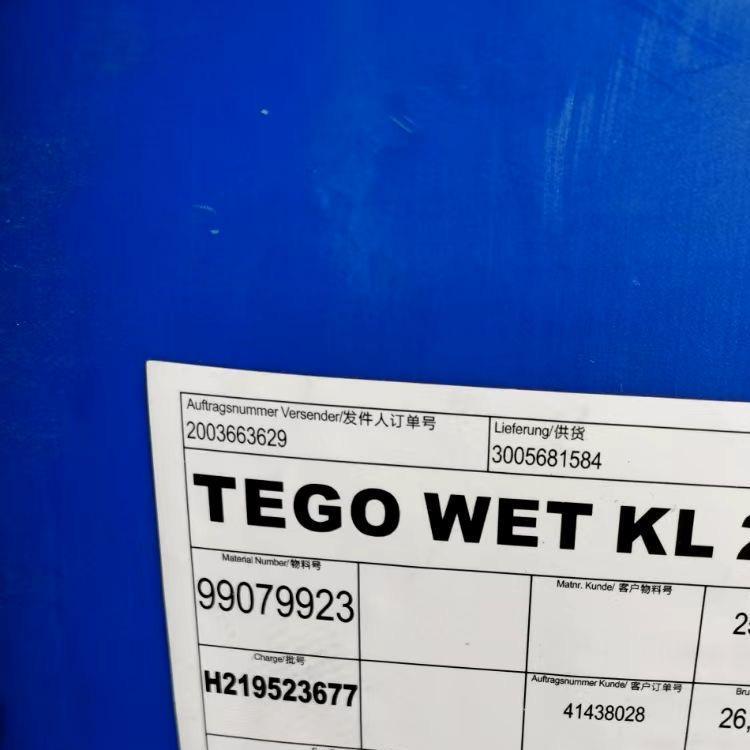 Auftragsnummer Versender/发件人订单号
2003663629
Lieferung/供货
3005681584
TEGO WET KL
Material Number/物料号
99079923
Matnr. Kunde/ 客户物料号
Charge/批号
H219523677
Auftragsnummer Kunde/ 客户订单号
41438028
26,